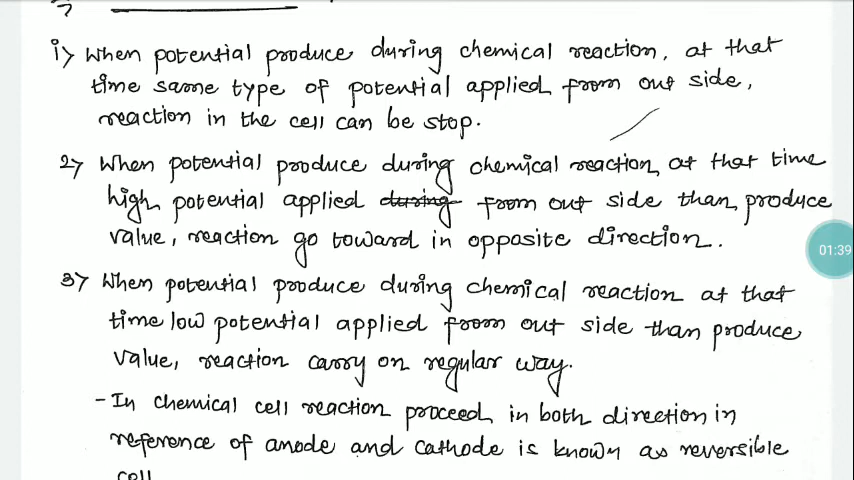 1) When potential produce during chemical reaction, at that
time same type of potential applied from out side,
reaction in the cell can be stop.
2) When potential produce during chemical reaction, at that time
high potential applied during from out side than produce
value, reaction go toward in opposite direction.
01:39
3) When potential produce during chemical reaction at that
time low potential applied from out side than produce
value, reaction carry on regular way.
- In chemical cell reaction proceed in both direction in
reference of anode and cathode is known as reversible
cell